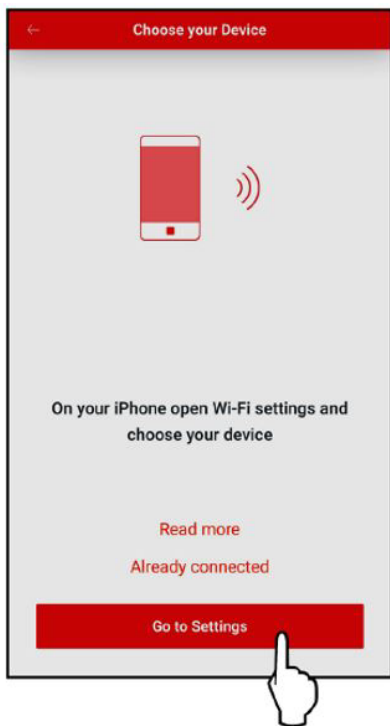 Choose your Device
On your iPhone open Wi-Fi settings and
choose your device
Read more
Already connected
Go to Settings